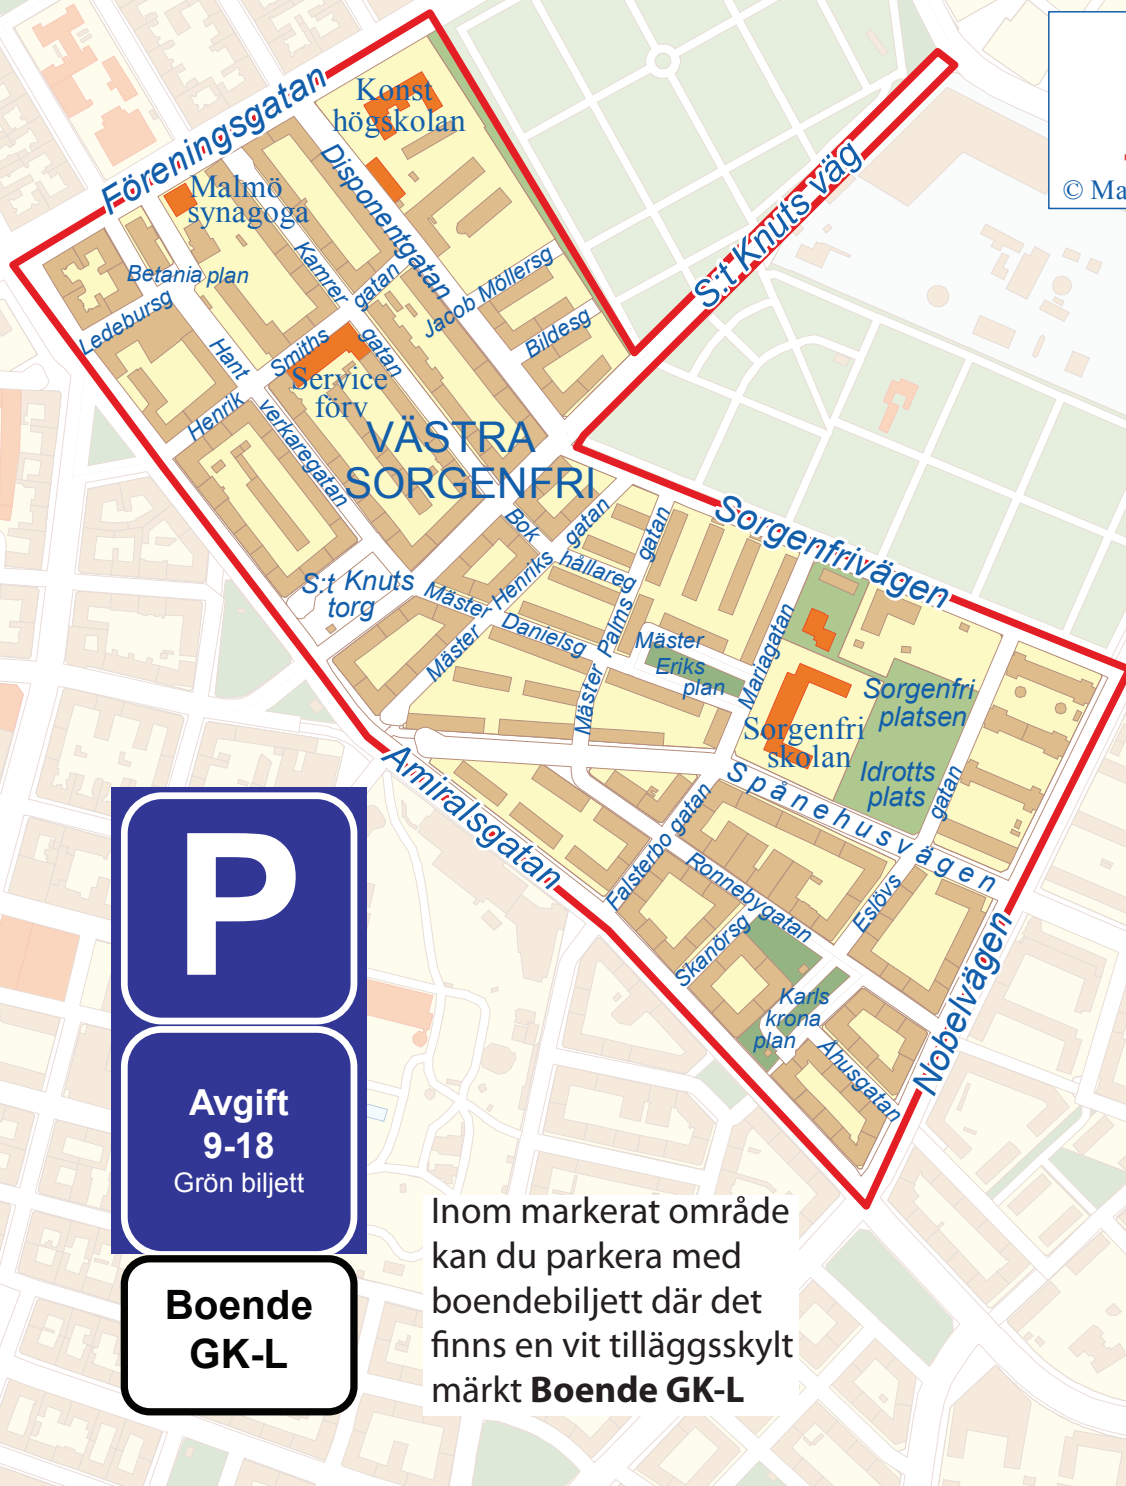 Föreningsgatan
Konst
högskolan
© Ma
Malmö
synagoga
Disponentgatan
S:t Knuts väg
Kamrer
gatan
Betania plan
Ledebursg
Jacob Möllersg
Bildesg
Hant
verkaregatan
Smiths
gatan
Henrik
Service
förv
VÄSTRA
SORGENFRI
Bok
hållareg
Mäster
Henriks
gatan
Sorgenfrivägen
S:t Knuts
torg
Mäster
Danielsg
Mäster
Palms
gatan
Mäster
Eriks
plan
Mariagatan
Sorgenfri
platsen
Sorgenfri
skolan
Idrotts
plats
Amiralsgatan
Spånehusvägen
Eslövs
gatan
Falsterbo gatan
Ronnebygatan
Skanörsg
Karls
krona
plan
Åhusgatan
Nobelvägen
P
Avgift
9-18
Grön biljett
Boende
GK-L
Inom markerat område
kan du parkera med
boendebiljett där det
finns en vit tilläggsskylt
märkt Boende GK-L